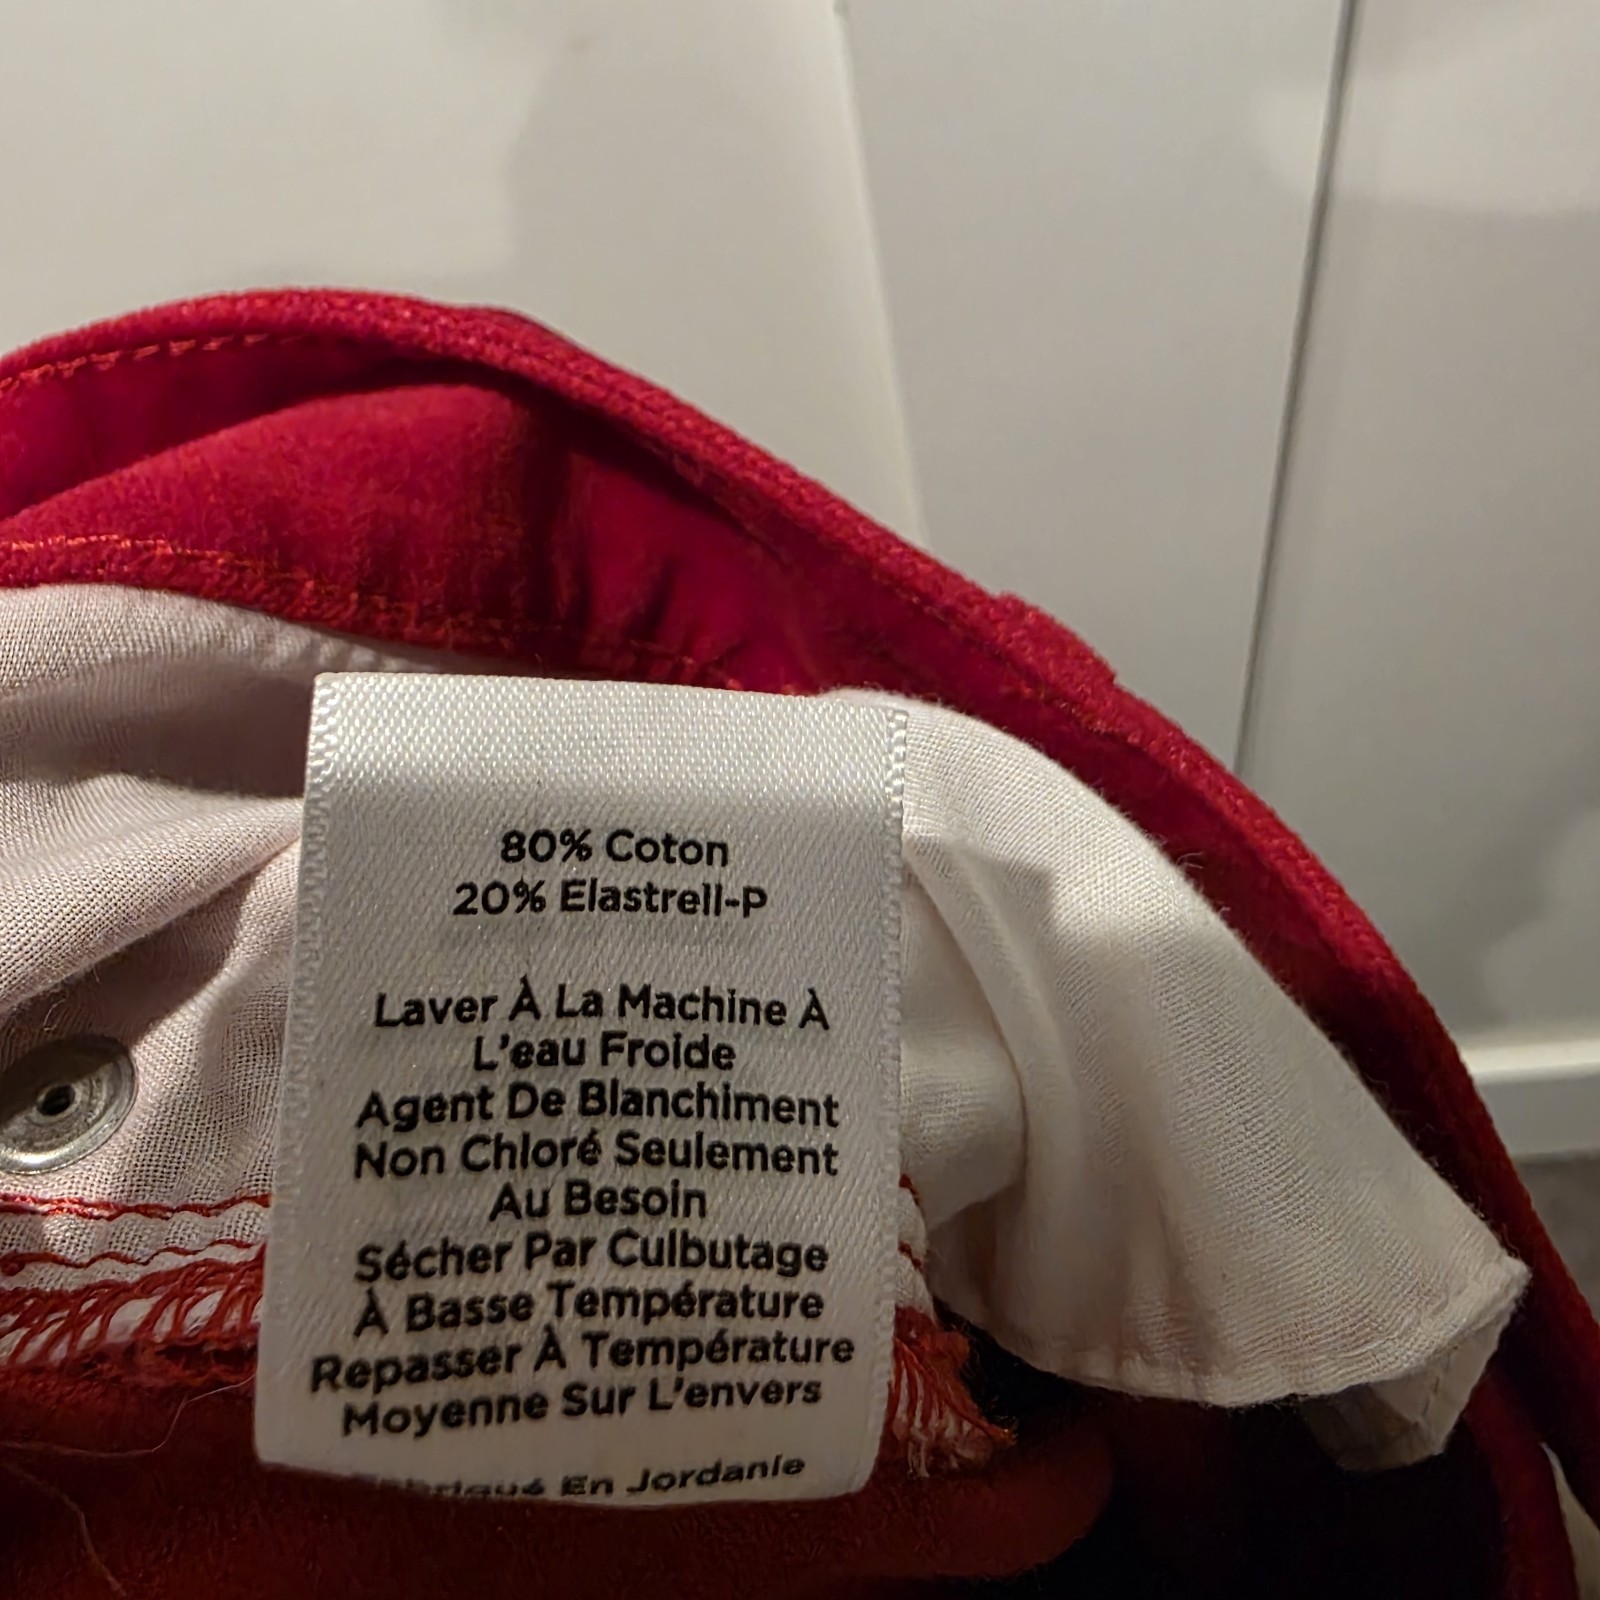 80% Coton
20% Elastrell-P
Laver À La Machine À
L'eau Froide
Agent De Blanchiment
Non Chloré Seulement
Au Besoin
Sécher Par Culbutage
À Basse Température
Repasser À Température
Moyenne Sur L'envers
Fabriqué En Jordanie